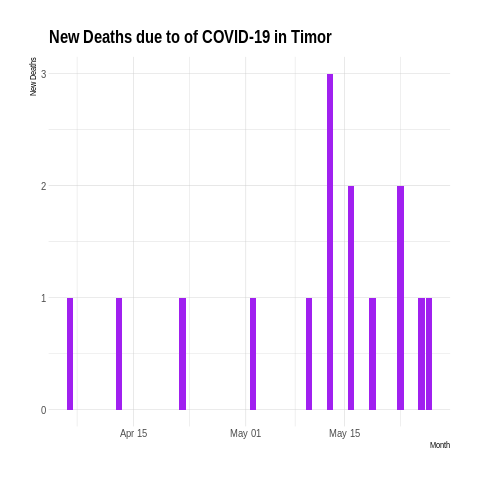 New Deaths due to of COVID-19 in Timor
New Deaths
3
2
1
0
Apr 15
May 01
May 15
Month